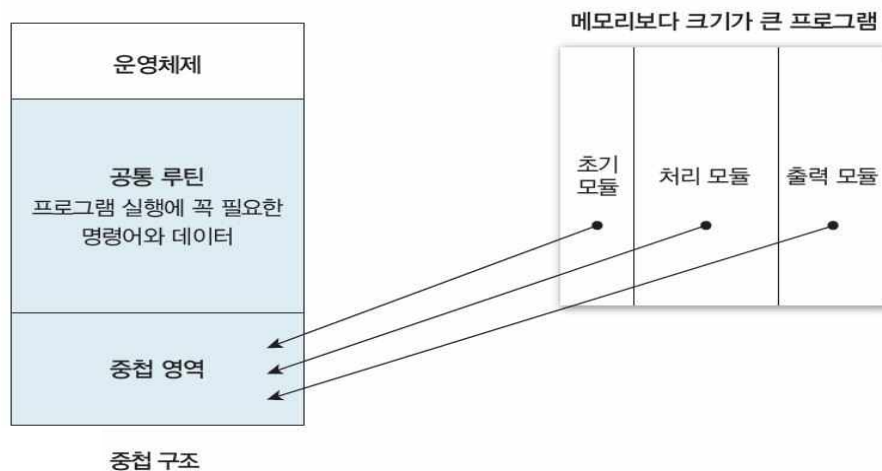 메모리보다 크기가 큰 프로그램
운영체제
공통 루틴
프로그램 실행에 꼭 필요한
명령어와 데이터
초기
모듈
처리 모듈
출력 모듈
중첩 영역
중첩 구조